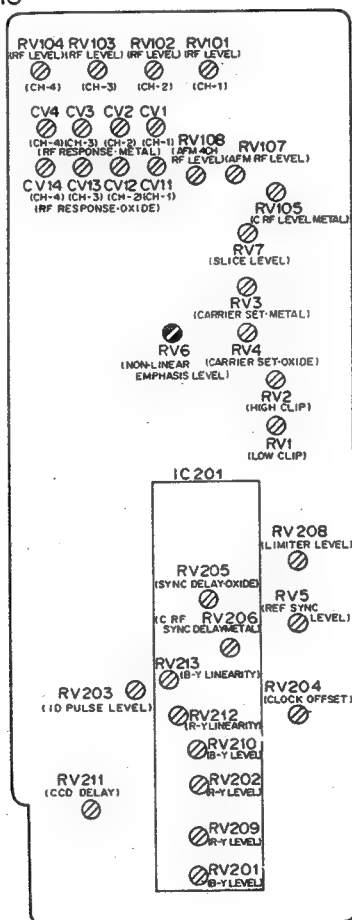 RV104 RV103 RV102 RV101
(RF LEVEL)(RF LEVEL)(RF LEVEL)(RF LEVEL)
(CH-4) (CH-3) (CH-2) (CH-1)
CV4 CV3 CV2 CV1
(CH-4)(CH-3)(CH-2)(CH-1)
(RF RESPONSE·METAL)
RV108
(AFM 4CH
RF LEVEL)
RV107
(AFM RF LEVEL)
CV14 CV13 CV12 CV11
(CH-4)(CH-3)(CH-2)(CH-1)
(RF RESPONSE-OXIDE)
RV105
(C RF LEVEL METAL)
RV7
(SLICE LEVEL)
RV3
(CARRIER SET-METAL)
RV6
(NON-LINEAR
EMPHASIS LEVEL)
RV4
(CARRIER SET-OXIDE)
RV2
(HIGH CLIP)
RV1
(LOW CLIP)
IC201
RV208
(LIMITER LEVEL)
RV205
(SYNC DELAY-OXIDE)
RV5
(REF SYNC
LEVEL)
(C RF RV206
SYNC DELAY METAL)
RV213
(B-Y LINEARITY)
RV203
(ID PULSE LEVEL)
RV204
(CLOCK OFFSET)
RV212
(R-Y LINEARITY)
RV210
(B-Y LEVEL)
RV211
(CCD DELAY)
RV202
(R-Y LEVEL)
RV209
(R-Y LEVEL)
RV201
(B-Y LEVEL)